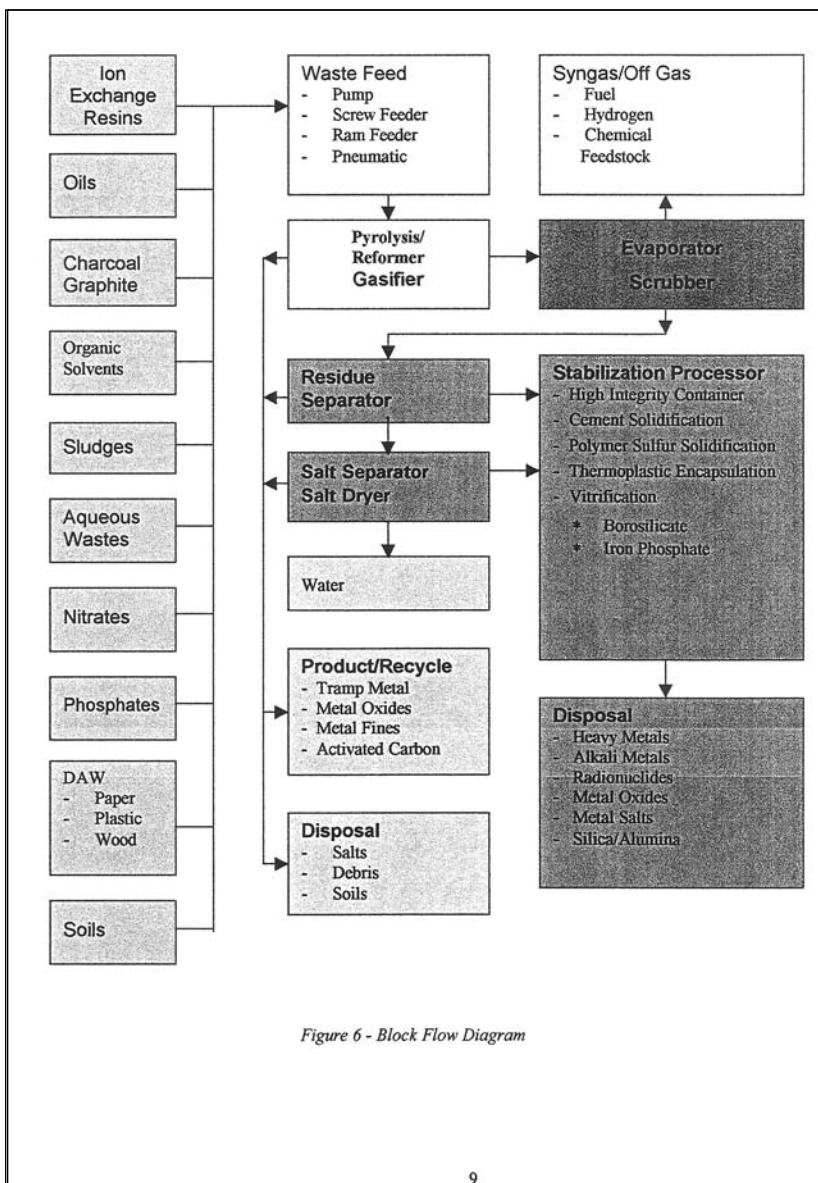 Ion
Exchange
Resins
Oils
Charcoal
Graphite
Organic
Solvents
Sludges
Aqueous
Wastes
Nitrates
Phosphates
DAW
- Paper
- Plastic
- Wood
Soils
Waste Feed
- Pump
- Screw Feeder
- Ram Feeder
- Pneumatic
Pyrolysis/
Reformer
Gasifier
Residue
Separator
Salt Separator
Salt Dryer
Water
Product/Recycle
- Tramp Metal
- Metal Oxides
- Metal Fines
- Activated Carbon
Disposal
- Salts
- Debris
- Soils
Syngas/Off Gas
- Fuel
- Hydrogen
- Chemical
Feedstock
Evaporator
Scrubber
Stabilization Processor
- High Integrity Container
- Cement Solidification
- Polymer Sulfur Solidification
- Thermoplastic Encapsulation
- Vitrification
* Borosilicate
* Iron Phosphate
Disposal
- Heavy Metals
- Alkali Metals
- Radionuclides
- Metal Oxides
- Metal Salts
- Silica/Alumina
Figure 6 - Block Flow Diagram
9